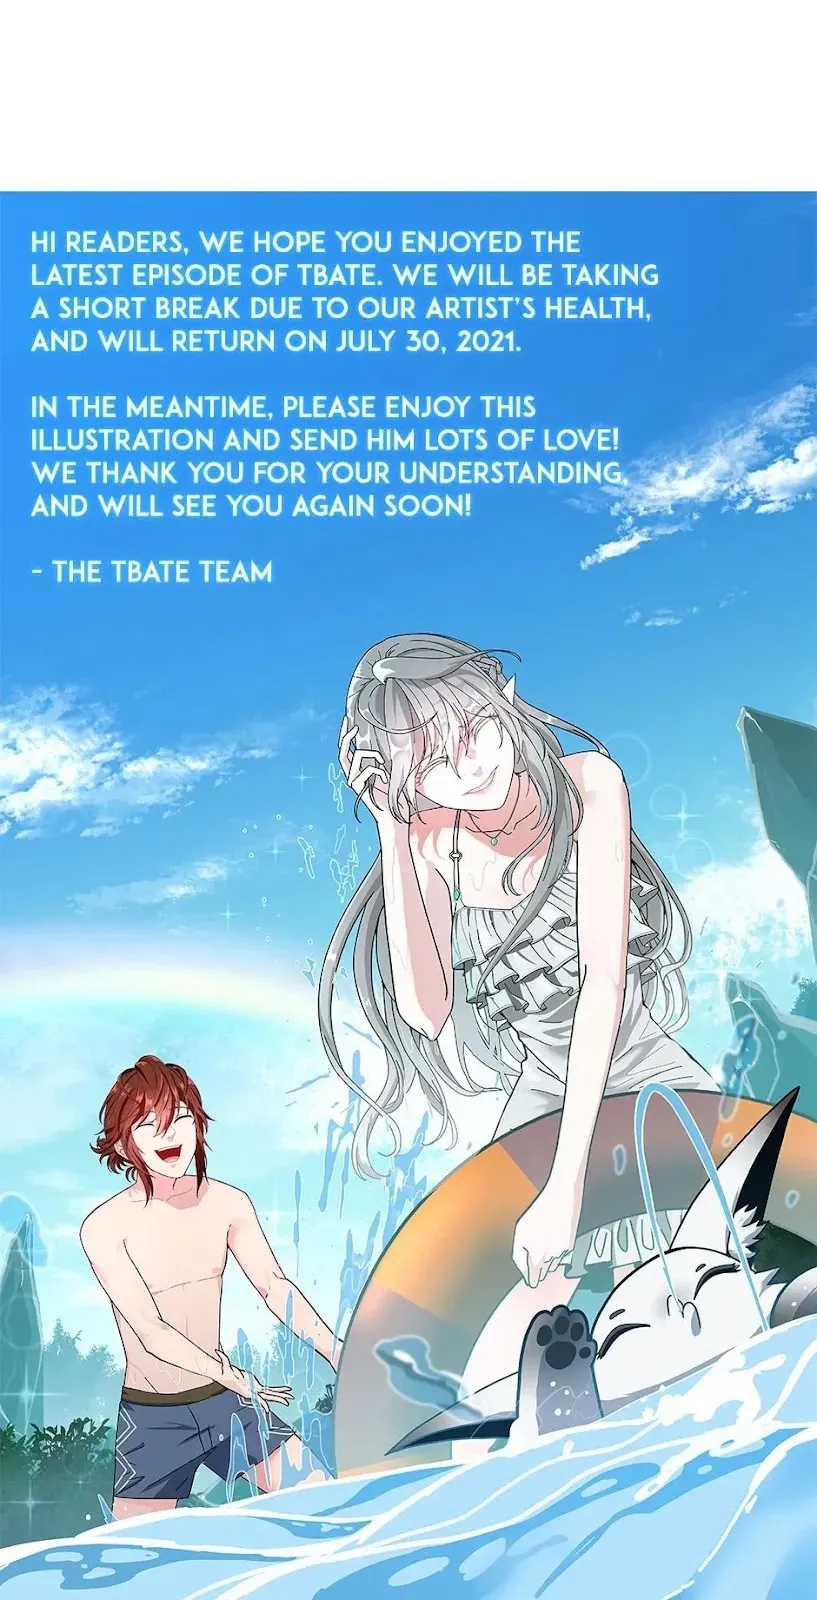 HI READERS, WE HOPE YOU ENJOYED THE
LATEST EPISODE OF TBATE. WE WILL BE TAKING
A SHORT BREAK DUE TO OUR ARTIST'S HEALTH,
AND WILL RETURN ON JULY 30, 2021.
IN THE MEANTIME, PLEASE ENJOY THIS
ILLUSTRATION AND SEND HIM LOTS OF LOVE!
WE THANK YOU FOR YOUR UNDERSTANDING,
AND WILL SEE YOU AGAIN SOON!
- THE TBATE TEAM